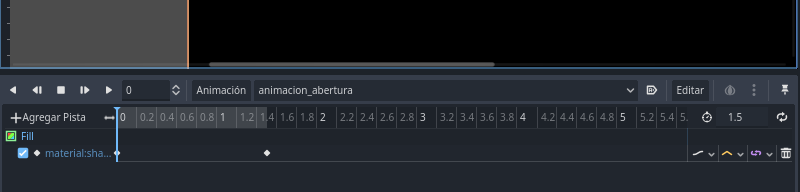 0 Animación animacion_abertura Editar
Agregar Pista 0 0.2 0.4 0.6 0.8 1 1.2 1.4 1.6 1.8 2 2.2 2.4 2.6 2.8 3 3.2 3.4 3.6 3.8 4 4.2 4.4 4.6 4.8 5 5.2 5.4 5. 1.5
Fill
material:sha...